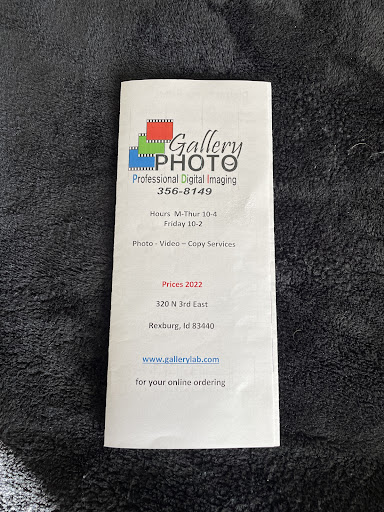 Gallery
PHOTO
Professional Digital Imaging
356-8149
Hours M-Thur 10-4
Friday 10-2
Photo - Video – Copy Services
Prices 2022
320 N 3rd East
Rexburg, Id 83440
www.gallerylab.com
for your online ordering